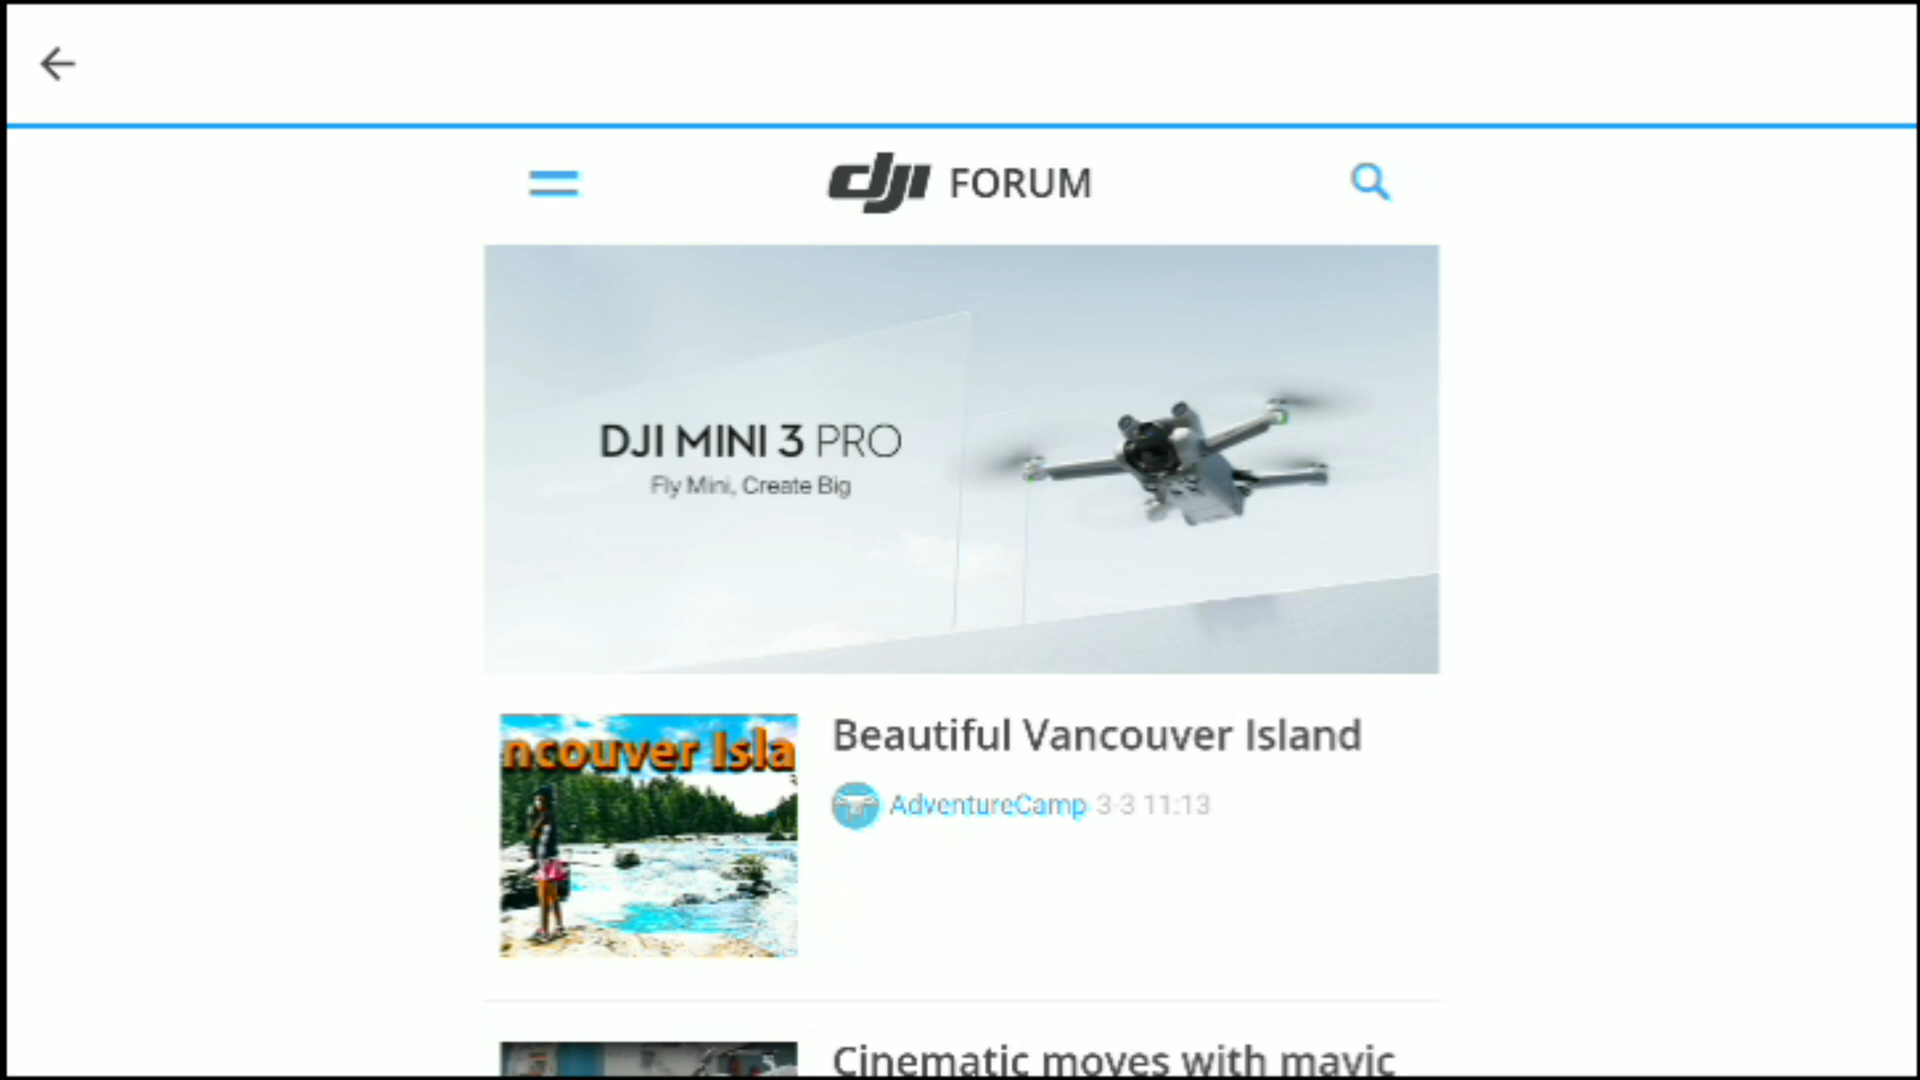 dji FORUM
DJI MINI 3 PRO
Fly Mini, Create Big
ncouver Isla
Beautiful Vancouver Island
AdventureCamp 3-3 11:13
Cinematic moves with mavic